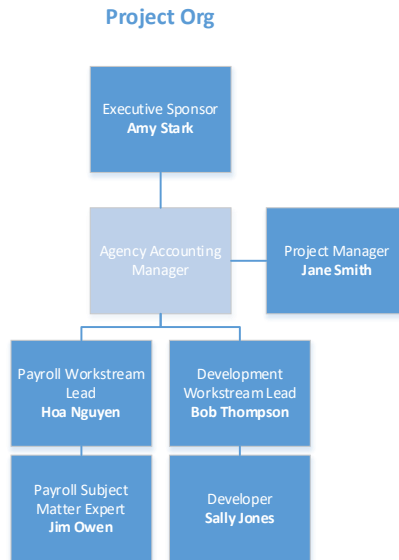 Project Org
Executive Sponsor
Amy Stark
Agency Accounting
Manager
Project Manager
Jane Smith
Payroll Workstream
Lead
Hoa Nguyen
Development
Workstream Lead
Bob Thompson
Payroll Subject
Matter Expert
Jim Owen
Developer
Sally Jones